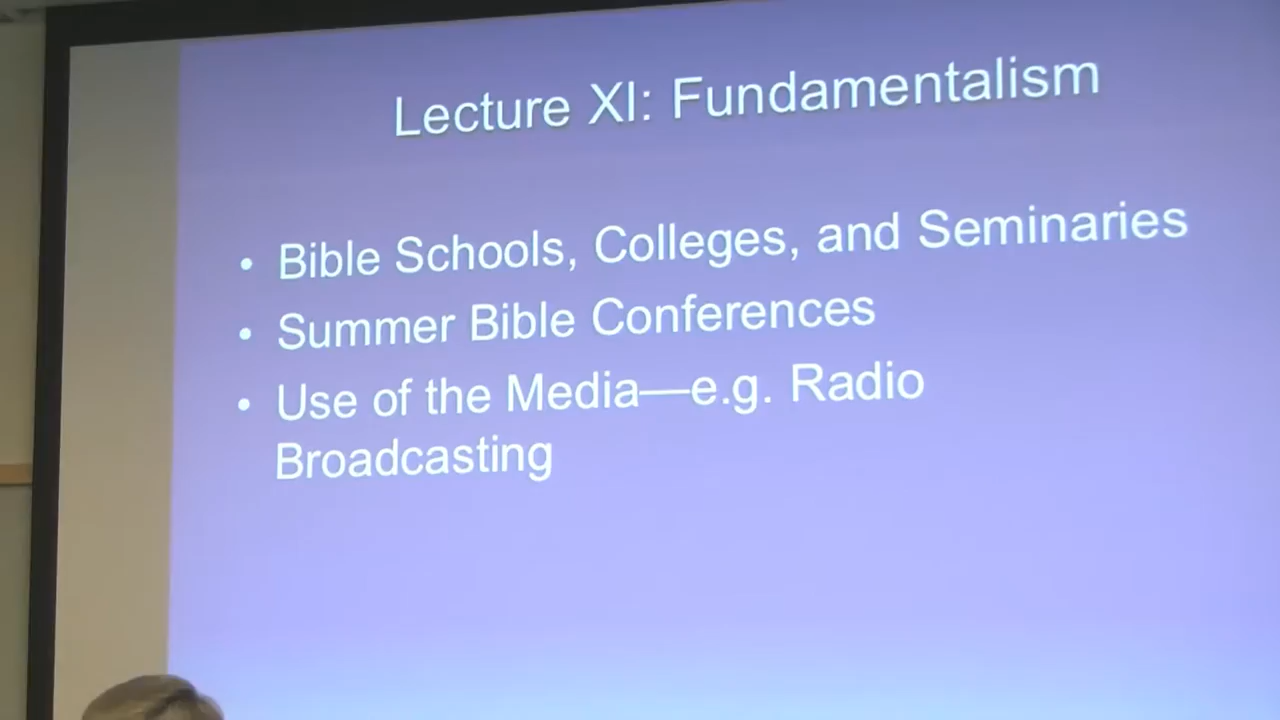 Lecture XI: Fundamentalism
• Bible Schools, Colleges, and Seminaries
• Summer Bible Conferences
• Use of the Media—e.g. Radio
Broadcasting